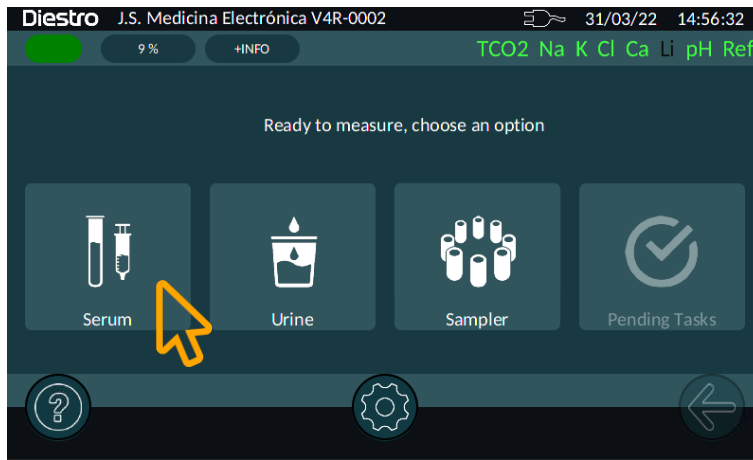 Diestro J.S. Medicina Electrónica V4R-0002 31/03/22 14:56:32
9 % +INFO TCO2 Na K Cl Ca Li pH Ref
Ready to measure, choose an option
Serum Urine Sampler Pending Tasks
?